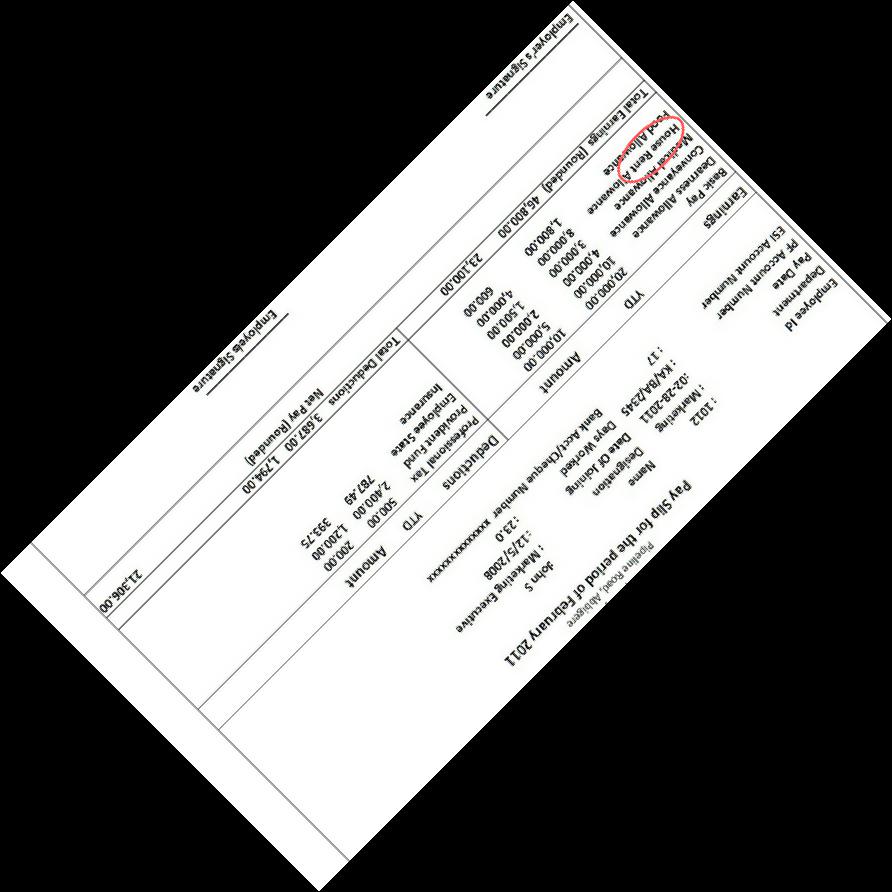 Pipeline Road, Abbigere
Pay Slip for the period of February 2011
Employee Id : 1012 Name John S
Department : Marketing Designation : Marketing Executive
Pay Date :02-28-2011 Date Of Joining :12/5/2008
PF Account Number : KA/BA/2345 Days Worked :23.0
ESI Account Number : 17 Bank Acct/Cheque Number xxxxxxxxxxxxx
Earnings YTD Amount Deductions YTD Amount
Basic Pay 20,000.00 10,000.00 Professional Tax 500.00 200.00
Dearness Allowance 10,000.00 5,000.00 Provident Fund 2,400.00 1,200.00
Conveyance Allowance 4,000.00 2,000.00 Employee State 787.49 393.75
Medical Allowance 3,000.00 1,500.00 Insurance
House Rent Allowance 8,000.00 4,000.00
Food Allowance 1,800.00 600.00
Total Earnings (Rounded) 46,800.00 23,100.00 Total Deductions 3,687.00 1,794.00
Net Pay (Rounded) 21,306.00
Employer's Signature Employeés Signature